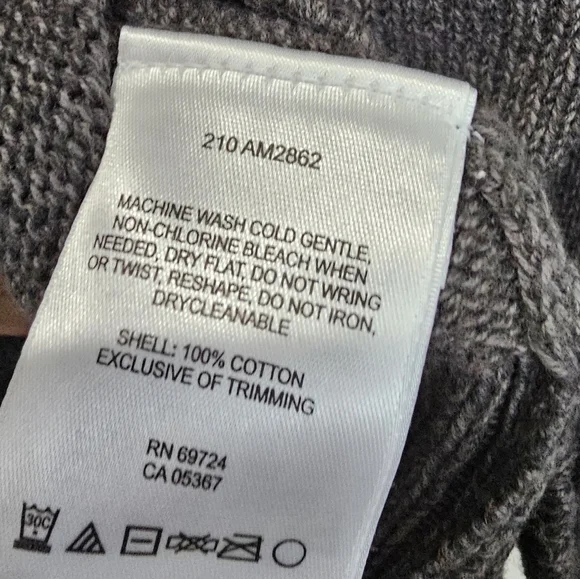 210 AM2862
MACHINE WASH COLD GENTLE,
NON-CHLORINE BLEACH WHEN
NEEDED, DRY FLAT, DO NOT WRING
OR TWIST, RESHAPE, DO NOT IRON,
DRYCLEANABLE
SHELL: 100% COTTON
EXCLUSIVE OF TRIMMING
RN 69724
CA 05367
30C